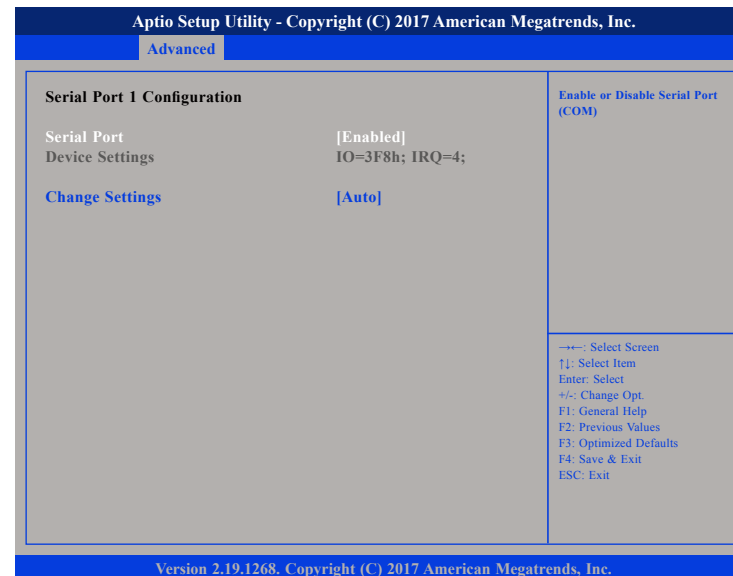 Aptio Setup Utility - Copyright (C) 2017 American Megatrends, Inc.
Advanced
Serial Port 1 Configuration
Serial Port [Enabled]
Device Settings IO=3F8h; IRQ=4;
Change Settings [Auto]
Enable or Disable Serial Port
(COM)
→←: Select Screen
↑↓: Select Item
Enter: Select
+/-: Change Opt.
F1: General Help
F2: Previous Values
F3: Optimized Defaults
F4: Save & Exit
ESC: Exit
Version 2.19.1268. Copyright (C) 2017 American Megatrends, Inc.